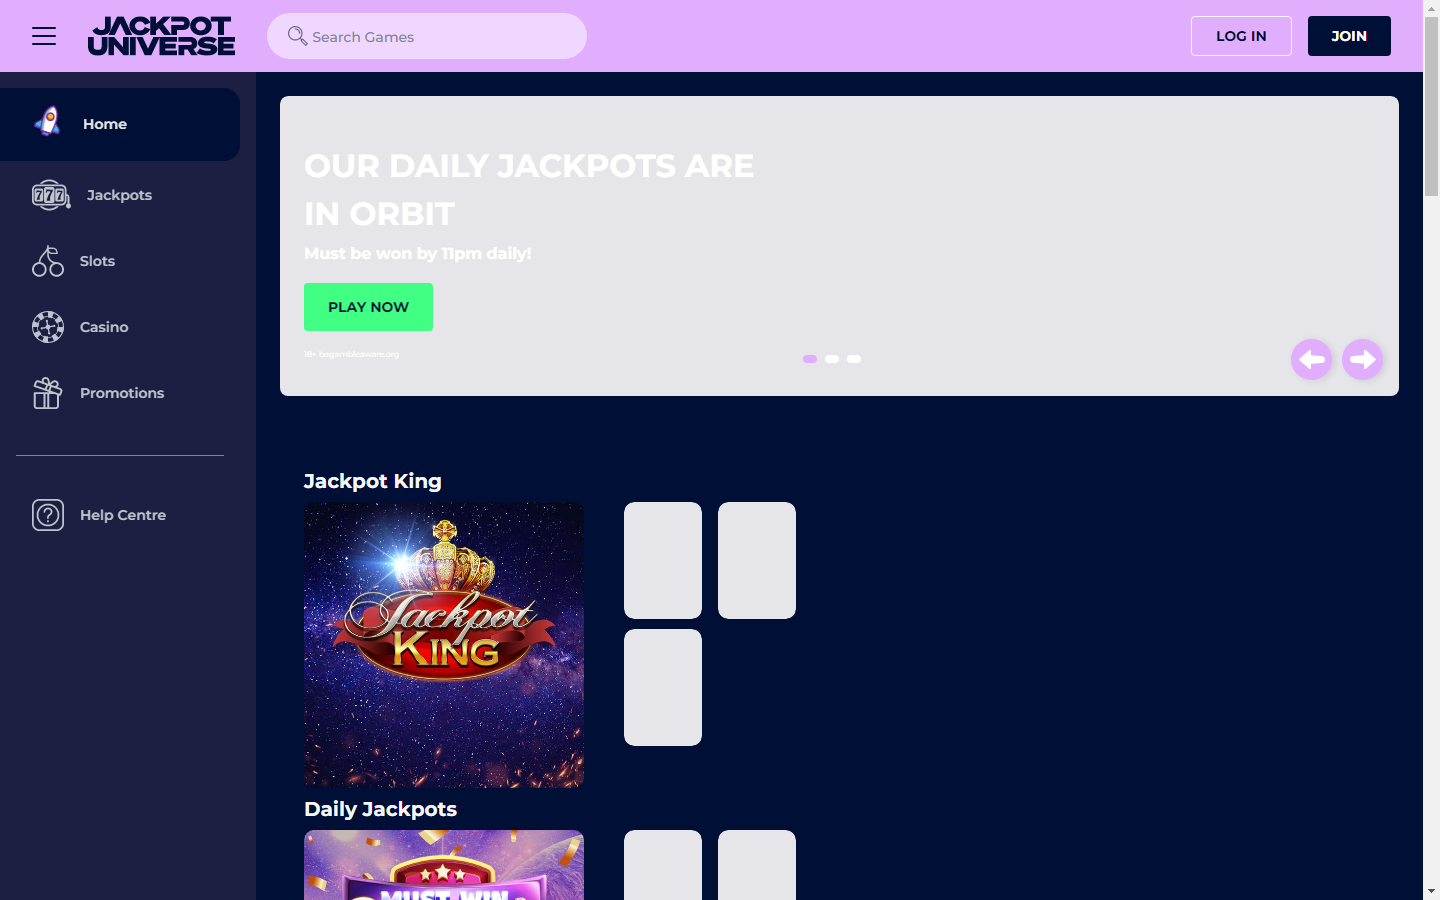 JACKPOT
UNIVERSE
Search Games
LOG IN
JOIN
Home
777
Jackpots
Slots
Casino
Promotions
Help Centre
OUR DAILY JACKPOTS ARE
IN ORBIT
Must be won by 11pm daily!
PLAY NOW
18+ begambleaware.org
Jackpot King
Jackpot
KING
Daily Jackpots
MUST WIN